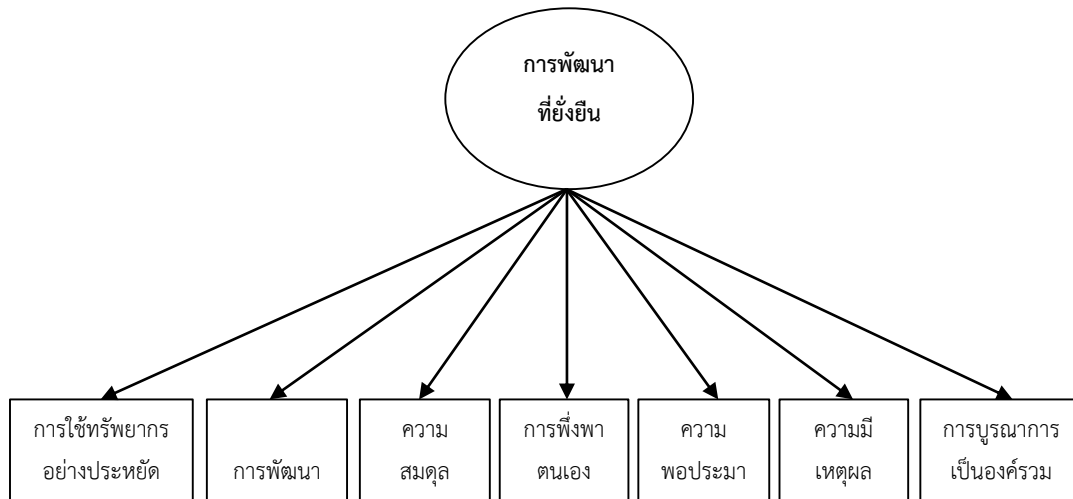 การพัฒนา
ที่ยั่งยืน
การใช้ทรัพยากร
อย่างประหยัด
การพัฒนา
ความ
สมดุล
การพึ่งพา
ตนเอง
ความ
พอประมา
ความมี
เหตุผล
การบูรณาการ
เป็นองค์รวม